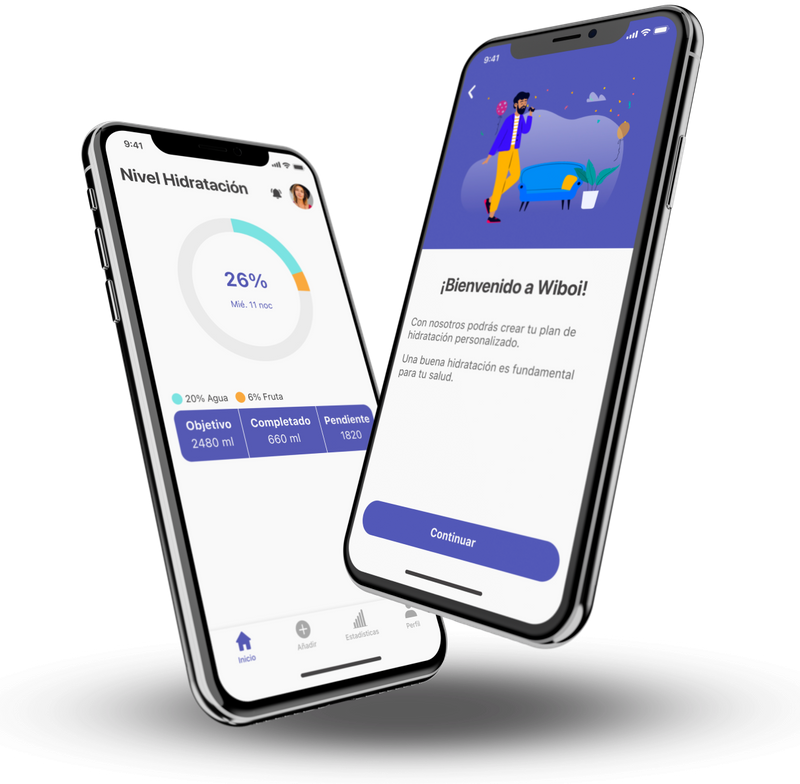 9:41
Nivel Hidratación
26%
Mié. 11 noc
20% Agua 6% Fruta
Objetivo Completado Pendiente
2480 ml 660 ml 1820
Inicio Añadir Estadísticas Perfil
9:41
¡Bienvenido a Wiboi!
Con nosotros podrás crear tu plan de
hidratación personalizado.
Una buena hidratación es fundamental
para tu salud.
Continuar